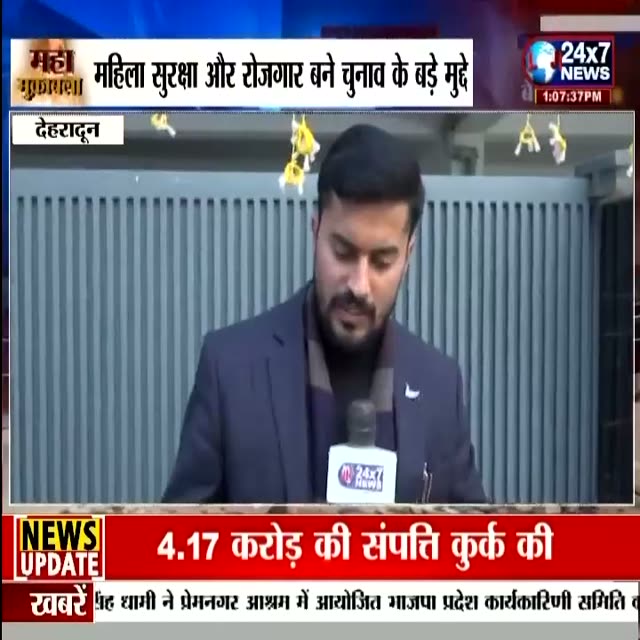 महा
मुक़ाबला
महिला सुरक्षा और रोजगार बने चुनाव के बड़े मुद्दे
24x7
NEWS
1:07:37PM
देहरादून
24x7
NEWS
NEWS
UPDATE
4.17 करोड़ की संपत्ति कुर्क की
खबरें
धामी ने प्रेमनगर आश्रम में आयोजित भाजपा प्रदेश कार्यकारिणी समिति